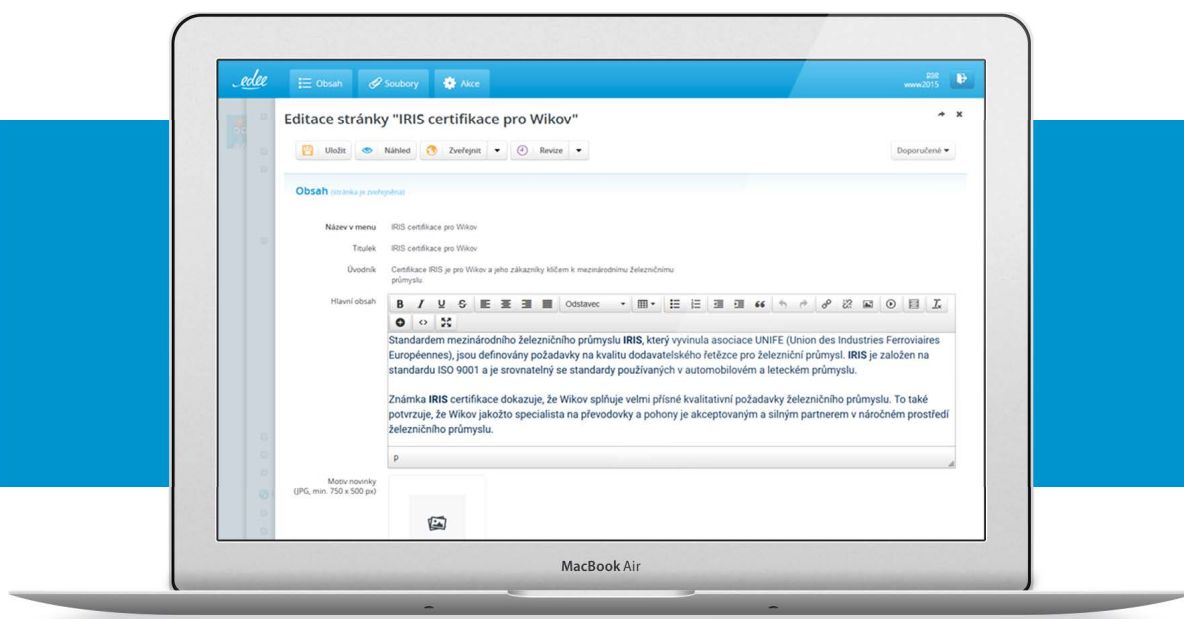 edee
Obsah
Soubory
Akce
www2015
Editace stránky "IRIS certifikace pro Wikov"
Uložit
Náhled
Zveřejnit
Revize
Doporučené
Obsah (stránka je zveřejněna)
Název v menu
IRIS certifikace pro Wikov
Titulek
IRIS certifikace pro Wikov
Úvodník
Certifikace IRIS je pro Wikov a jeho zákazníky klíčem k mezinárodnímu železničnímu
průmyslu
Hlavní obsah
B I U S Odstavec
Standardem mezinárodního železničního průmyslu IRIS, který vyvinula asociace UNIFE (Union des Industries Ferroviaires
Européennes), jsou definovány požadavky na kvalitu dodavatelského řetězce pro železniční průmysl. IRIS je založen na
standardu ISO 9001 a je srovnatelný se standardy používaných v automobilovém a leteckém průmyslu.
Známka IRIS certifikace dokazuje, že Wikov splňuje velmi přísné kvalitativní požadavky železničního průmyslu. To také
potvrzuje, že Wikov jakožto specialista na převodovky a pohony je akceptovaným a silným partnerem v náročném prostředí
železničního průmyslu.
p
Motiv novinky
(JPG, min. 750 x 500 px)
MacBook Air